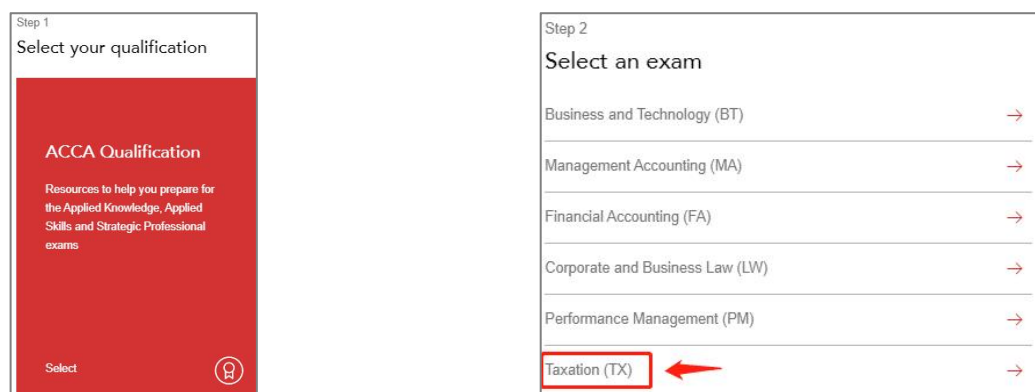 Step 1
Select your qualification
ACCA Qualification
Resources to help you prepare for
the Applied Knowledge, Applied
Skills and Strategic Professional
exams
Select
Step 2
Select an exam
Business and Technology (BT)
Management Accounting (MA)
Financial Accounting (FA)
Corporate and Business Law (LW)
Performance Management (PM)
Taxation (TX)